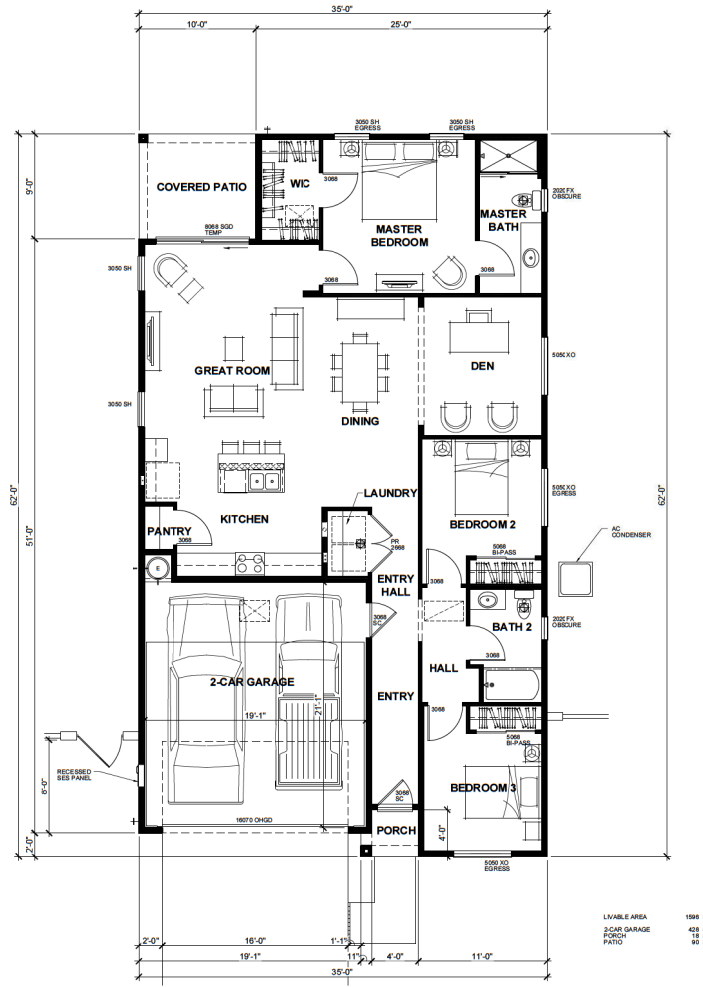 35'-0"
10'-0"
25'-0"
3050 SH
EGRESS
3050 SH
EGRESS
9'-0"
COVERED PATIO
WIC
3068
2020 FX
OBSCURE
MASTER
BATH
8068 SGD
TEMP
MASTER
BEDROOM
3050 SH
3068
3068
5050 XO
GREAT ROOM
DEN
3050 SH
DINING
62'-0"
51'-0"
62'-0"
LAUNDRY
5050 XO
EGRESS
KITCHEN
BEDROOM 2
PANTRY
3068
PR
2668
AC
CONDENSER
5068
BI-PASS
E
ENTRY
HALL
3068
3068
SC
2020 FX
OBSCURE
BATH 2
3068
HALL
2-CAR GARAGE
21'-1"
ENTRY
19'-1"
3068
5068
BI-PASS
RECESSED
SES PANEL
8'-0"
3068
SC
BEDROOM 3
16070 OHGD
PORCH
4'-0"
2'-0"
5050 XO
EGRESS
LIVABLE AREA 1596
2-CAR GARAGE 428
PORCH 18
PATIO 90
2'-0"
16'-0"
1'-1"
19'-1"
11"
4'-0"
11'-0"
35'-0"